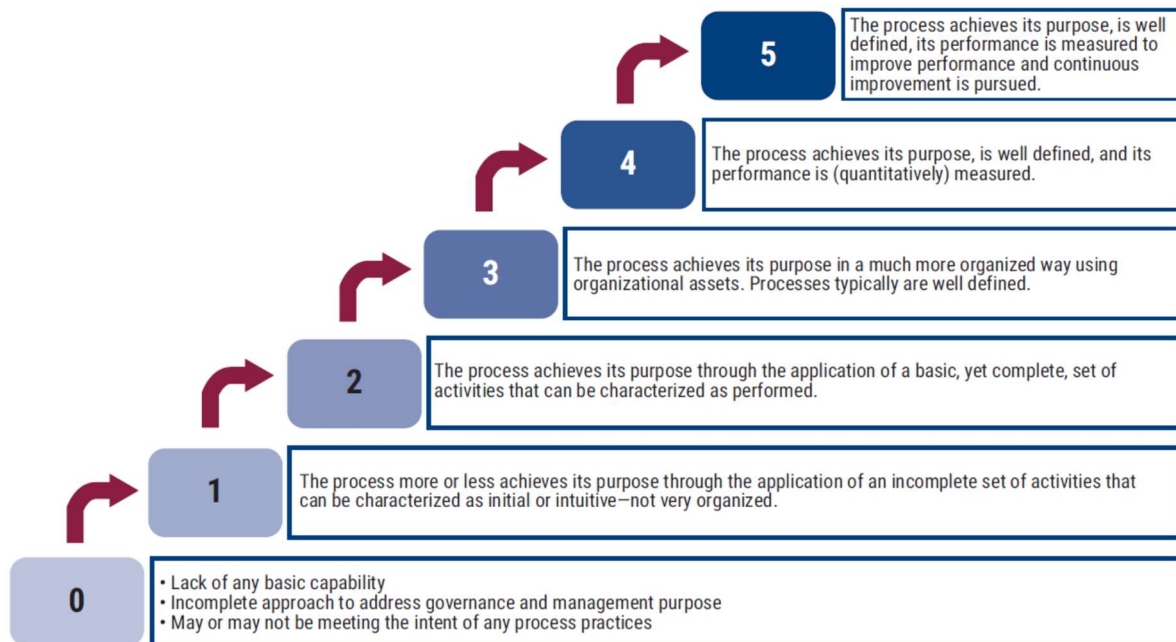 5
The process achieves its purpose, is well
defined, its performance is measured to
improve performance and continuous
improvement is pursued.
4
The process achieves its purpose, is well defined, and its
performance is (quantitatively) measured.
3
The process achieves its purpose in a much more organized way using
organizational assets. Processes typically are well defined.
2
The process achieves its purpose through the application of a basic, yet complete, set of
activities that can be characterized as performed.
1
The process more or less achieves its purpose through the application of an incomplete set of activities that
can be characterized as initial or intuitive—not very organized.
0
• Lack of any basic capability
• Incomplete approach to address governance and management purpose
• May or may not be meeting the intent of any process practices